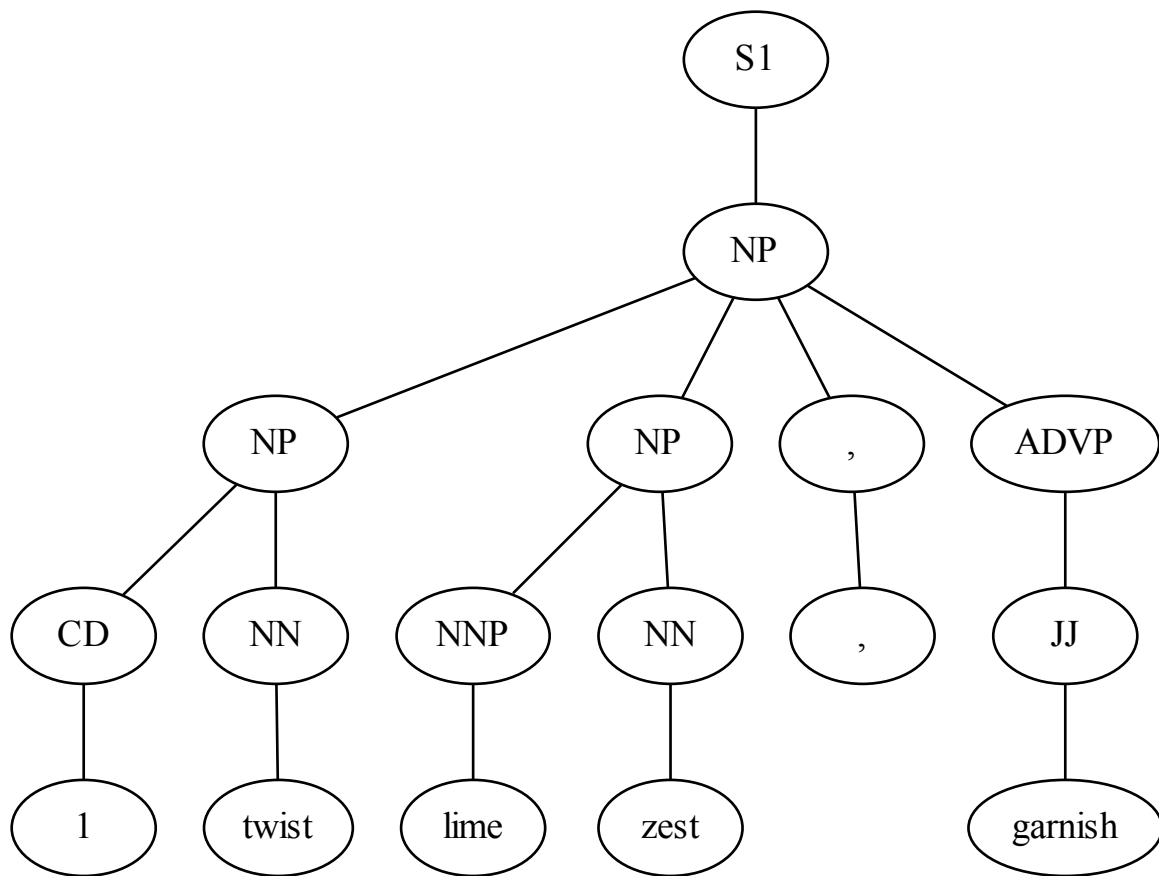 S1
NP
NP NP , ADVP
CD NN NNP NN , JJ
1 twist lime zest garnish